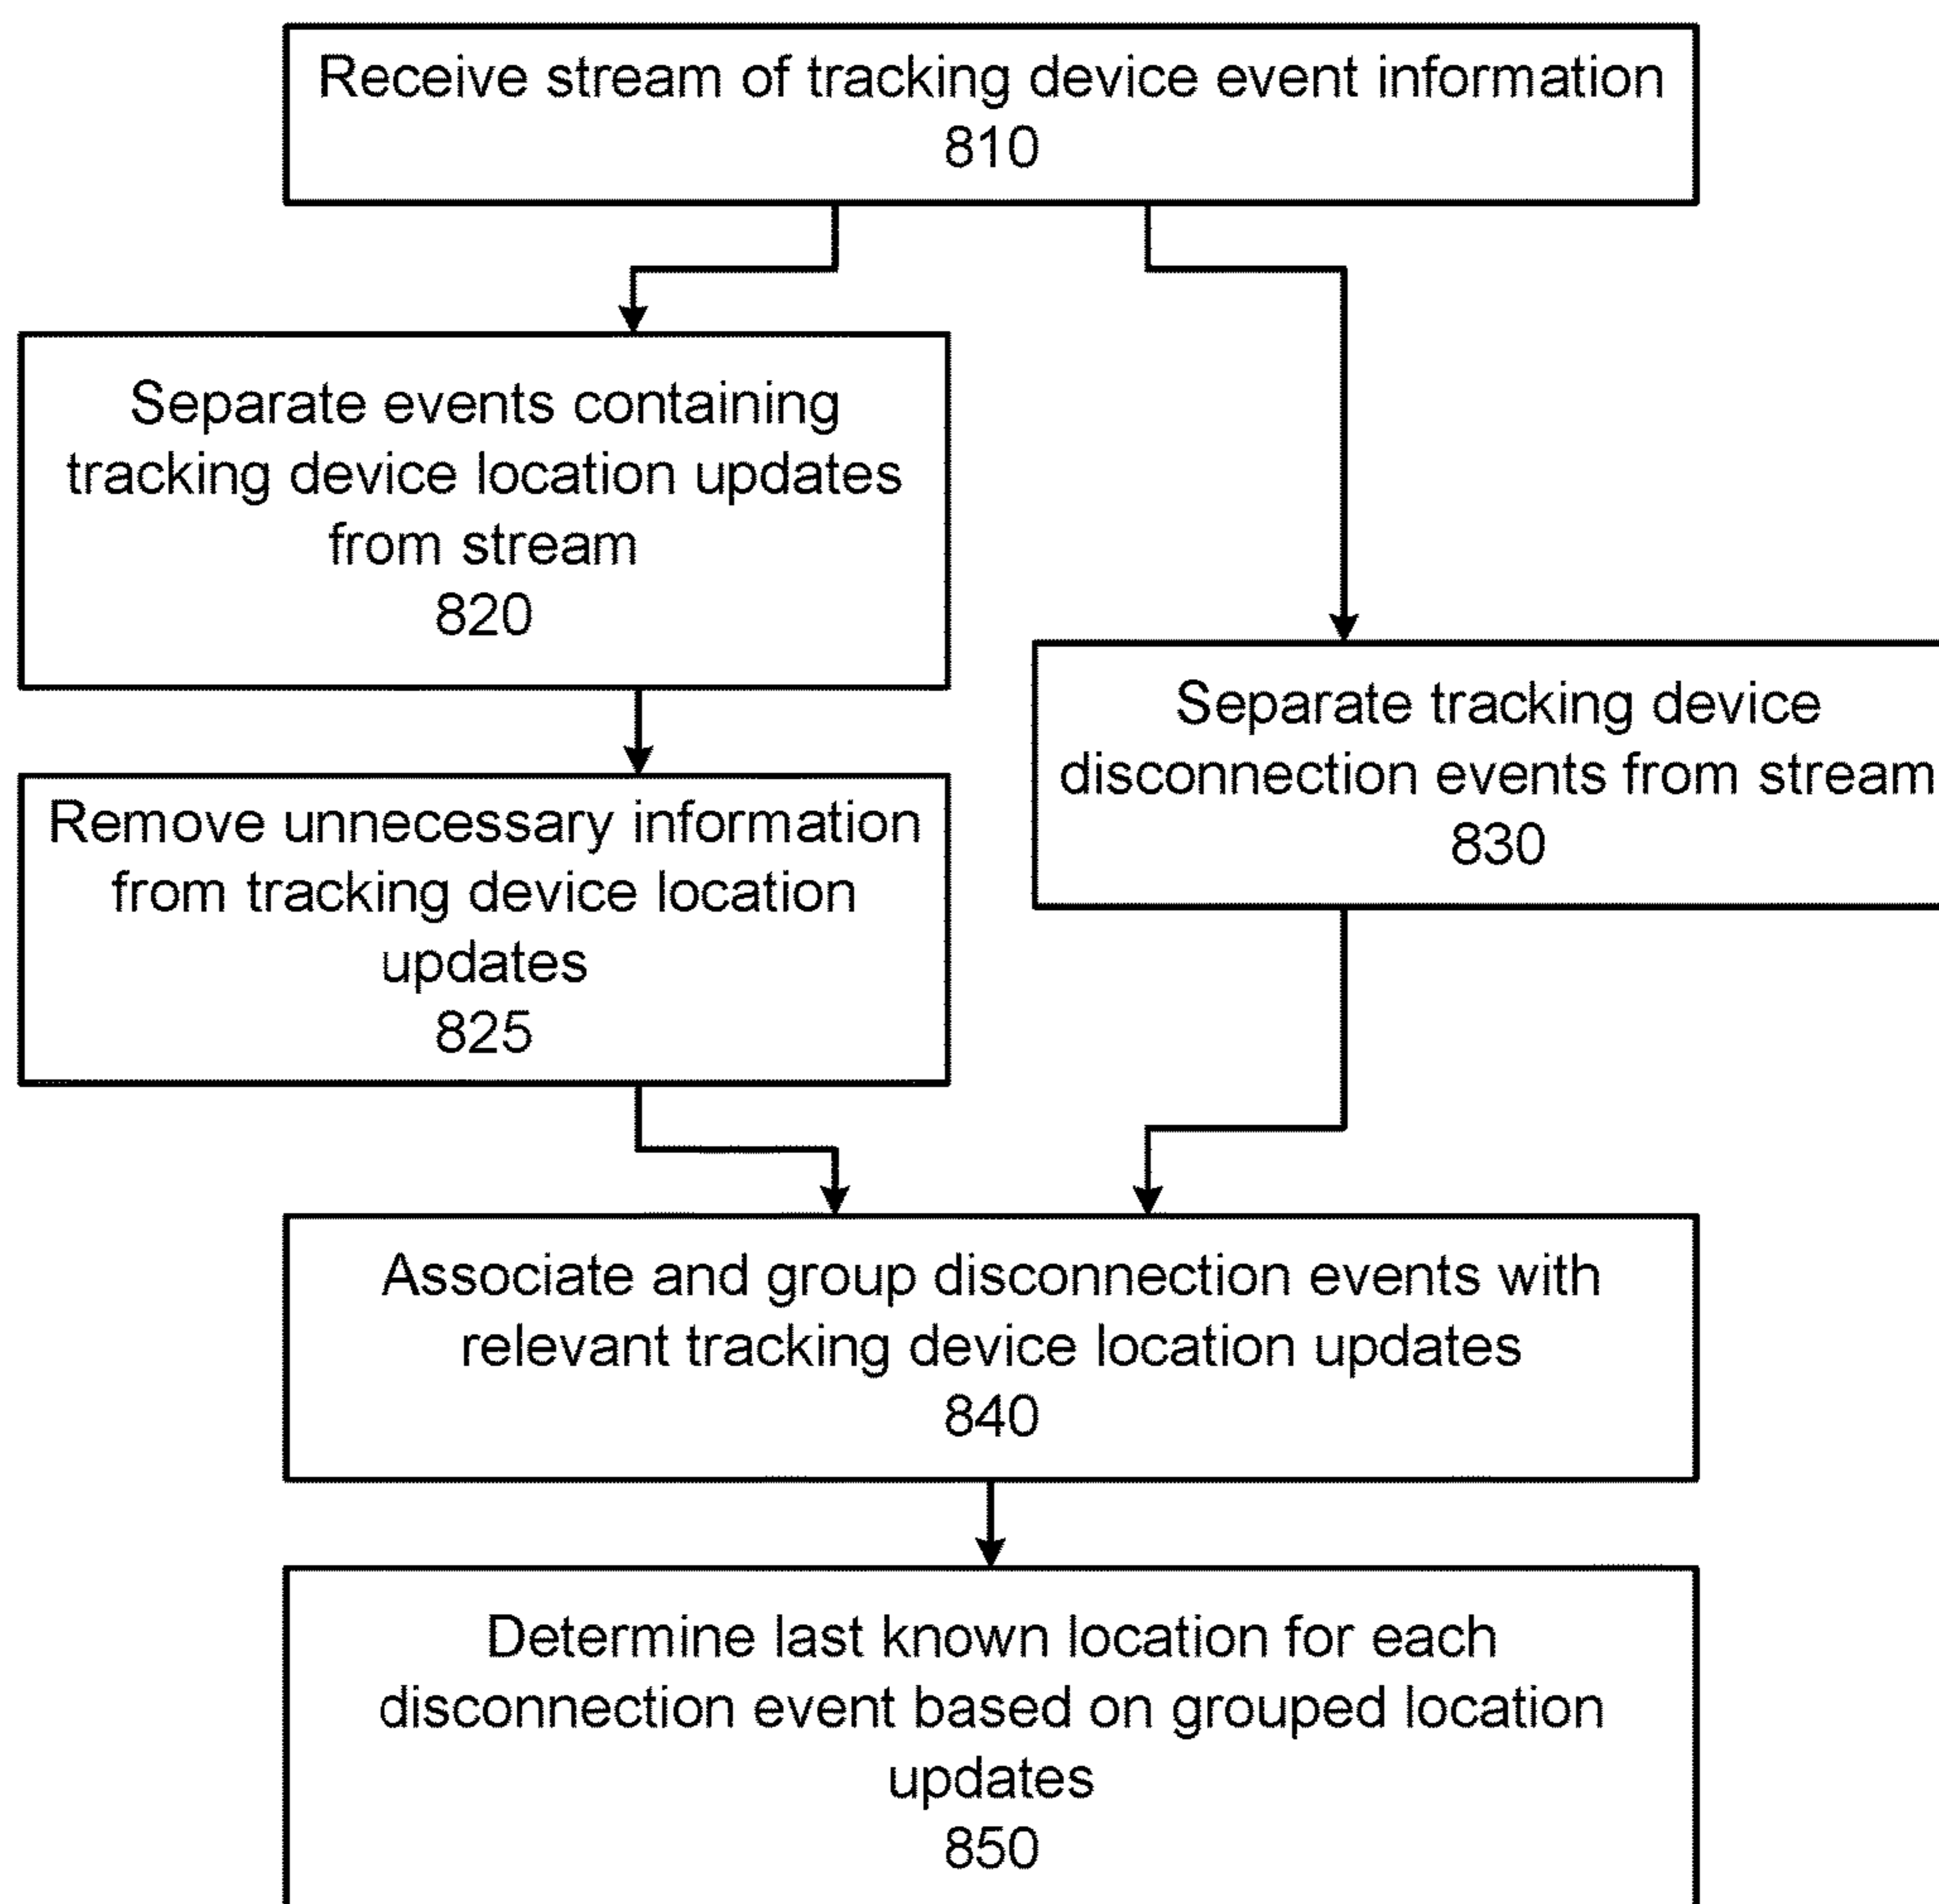 Receive stream of tracking device event information
810
Separate events containing
tracking device location updates
from stream
820
Separate tracking device
disconnection events from stream
830
Remove unnecessary information
from tracking device location
updates
825
Associate and group disconnection events with
relevant tracking device location updates
840
Determine last known location for each
disconnection event based on grouped location
updates
850